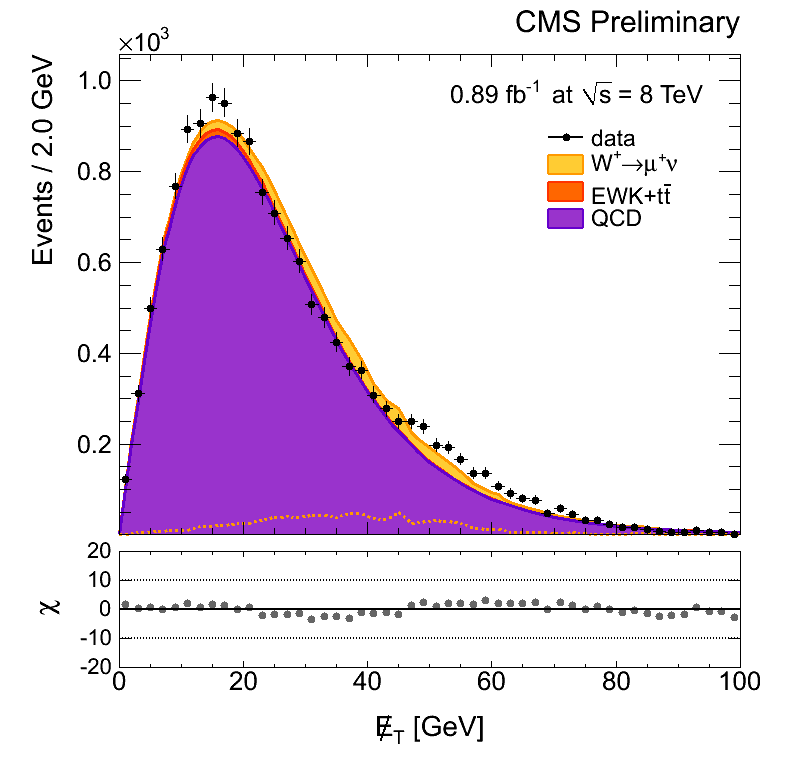 CMS Preliminary
×10³
1.0
0.8
0.6
0.4
0.2
Events / 2.0 GeV
0.89 fb⁻¹ at √s = 8 TeV
data
W⁺→μ⁺ν
EWK+tt̄
QCD
20
10
0
-10
-20
χ
0 20 40 60 80 100
E̸_T [GeV]